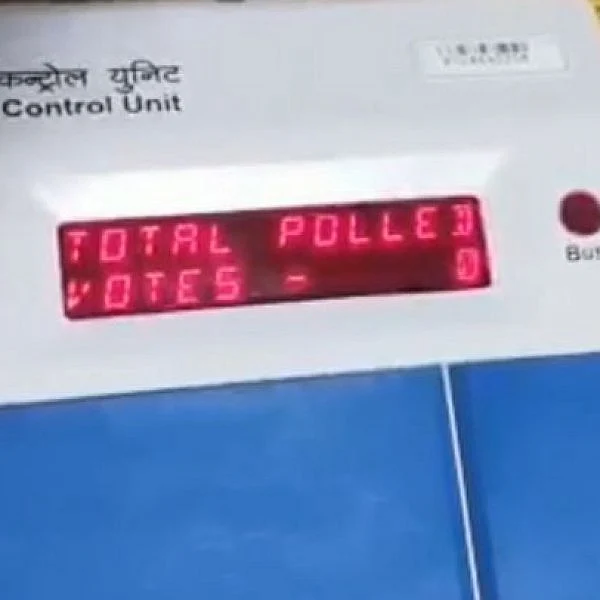 कन्ट्रोल युनिट
Control Unit
TOTAL POLLED
VOTES - 0